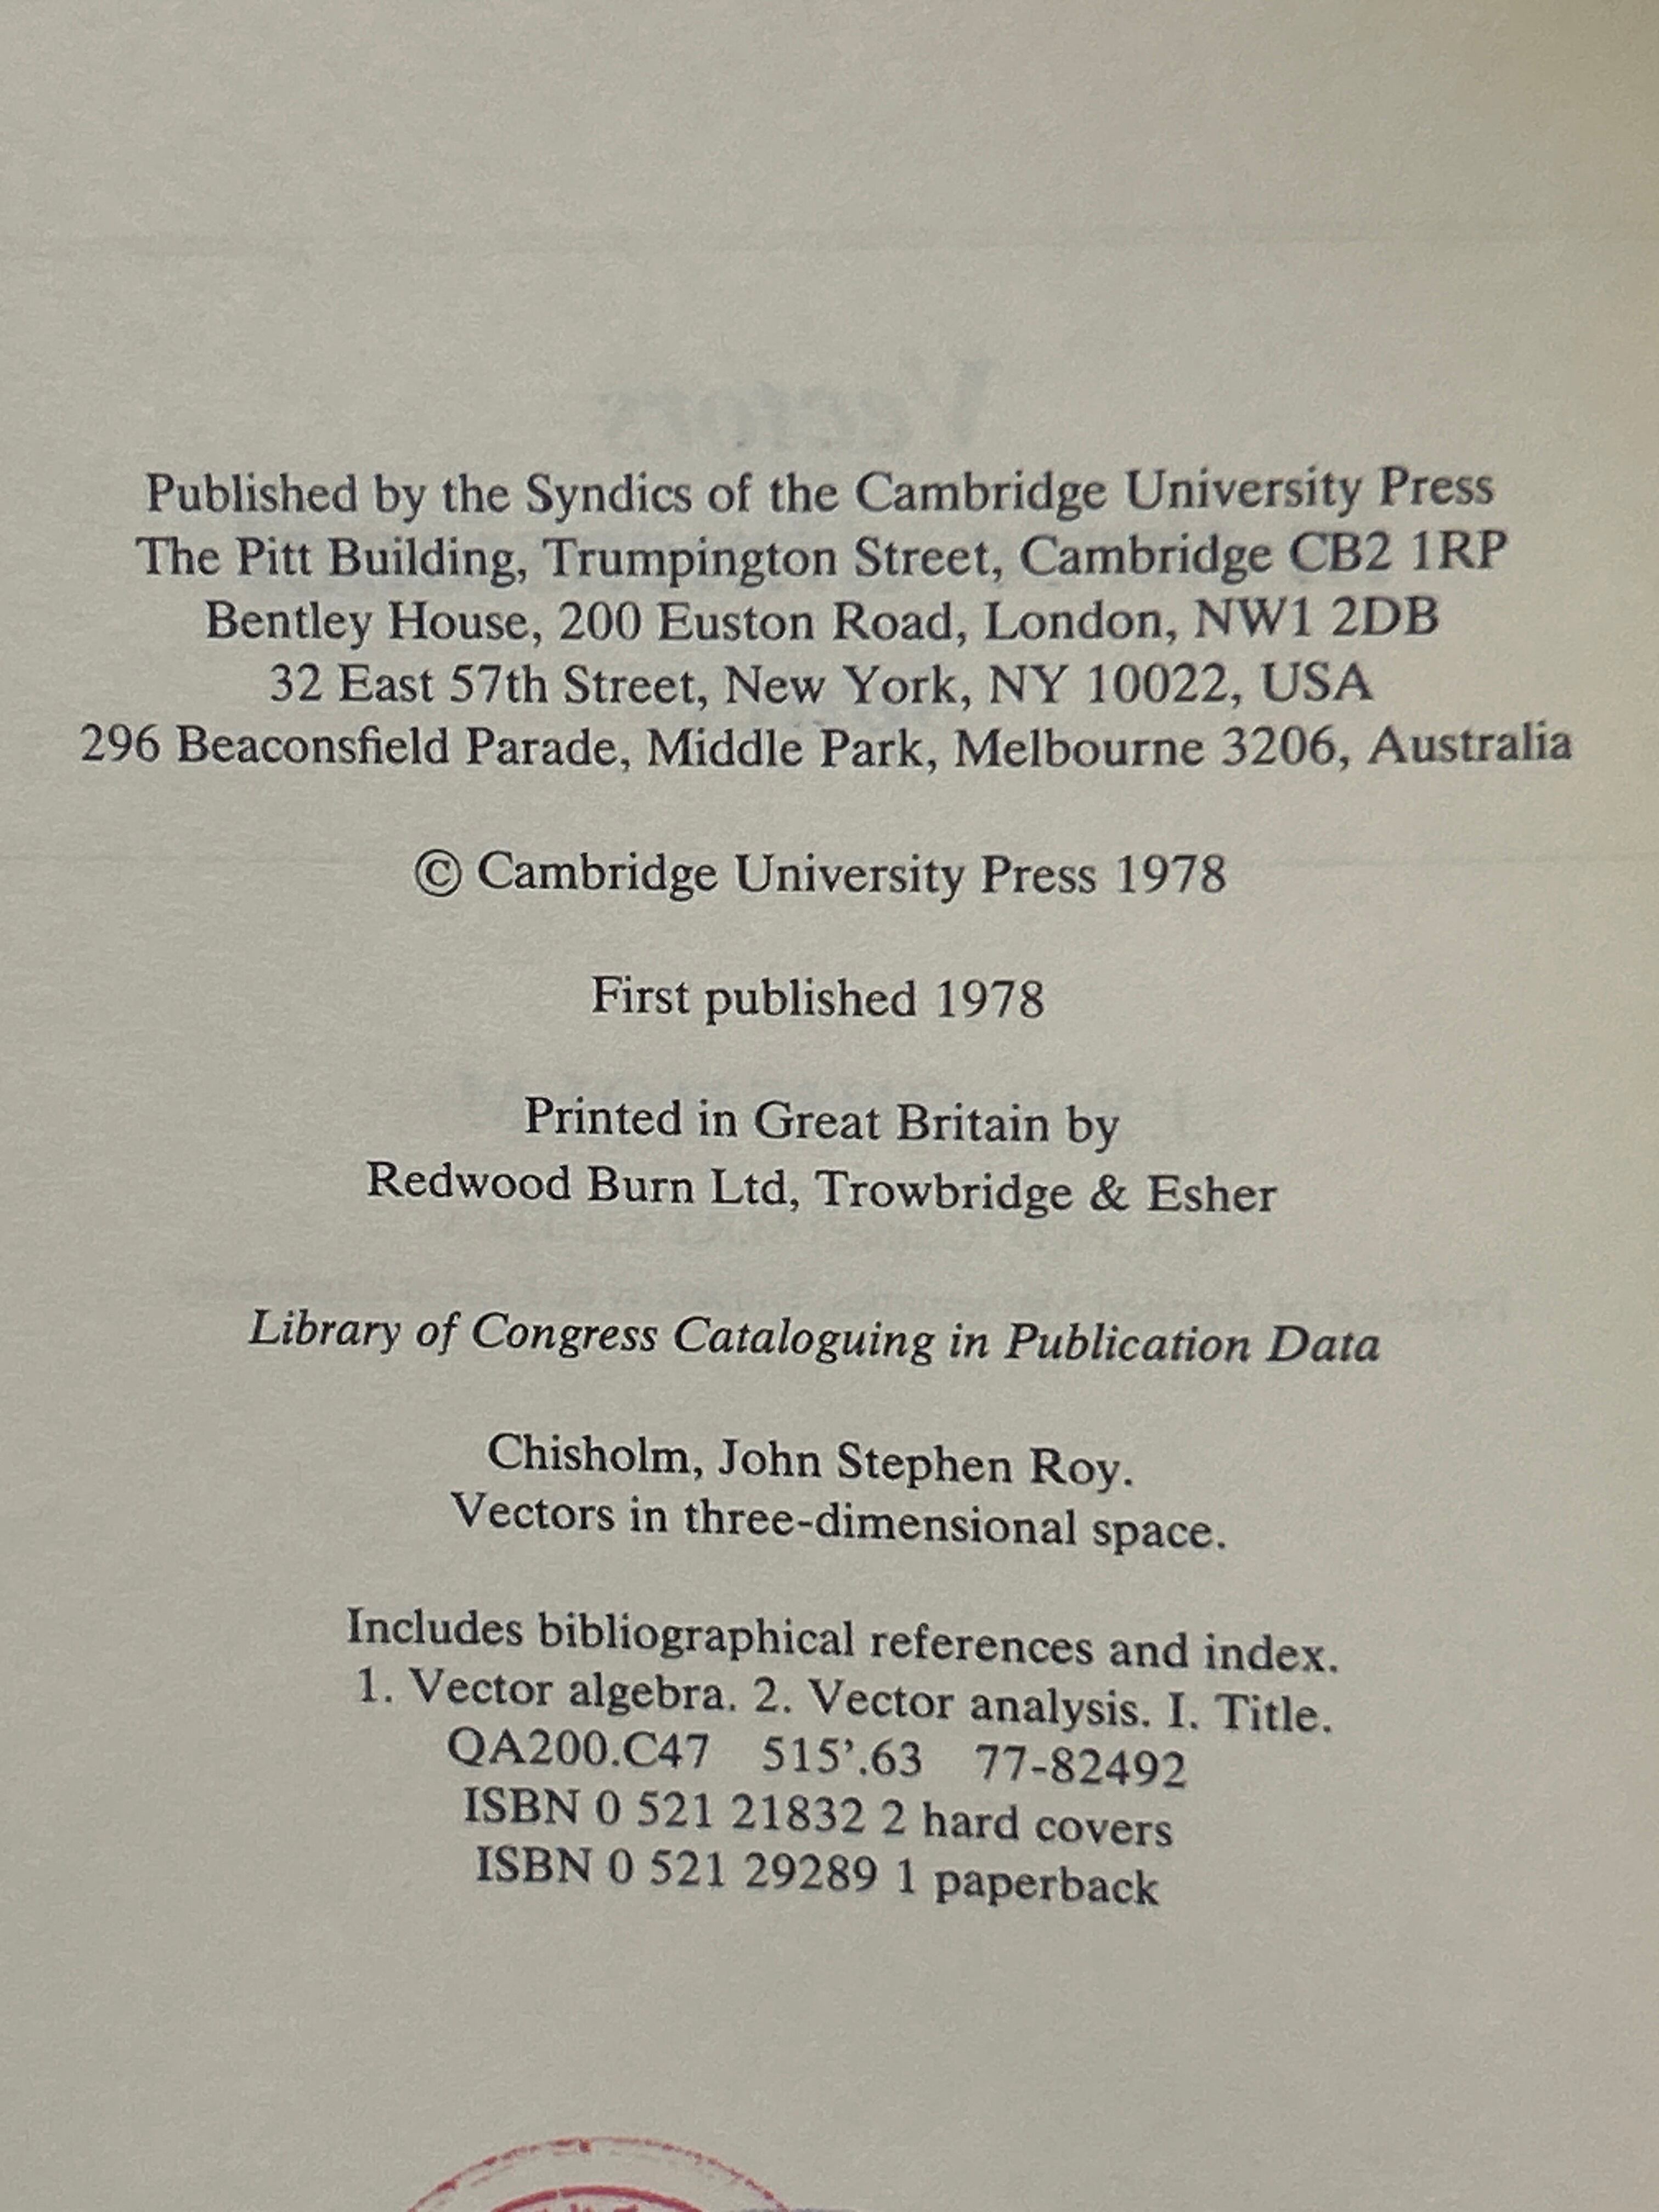 Published by the Syndics of the Cambridge University Press
The Pitt Building, Trumpington Street, Cambridge CB2 1RP
Bentley House, 200 Euston Road, London, NW1 2DB
32 East 57th Street, New York, NY 10022, USA
296 Beaconsfield Parade, Middle Park, Melbourne 3206, Australia
© Cambridge University Press 1978
First published 1978
Printed in Great Britain by
Redwood Burn Ltd, Trowbridge & Esher
Library of Congress Cataloguing in Publication Data
Chisholm, John Stephen Roy.
Vectors in three-dimensional space.
Includes bibliographical references and index.
1. Vector algebra. 2. Vector analysis. I. Title.
QA200.C47 515’.63 77-82492
ISBN 0 521 21832 2 hard covers
ISBN 0 521 29289 1 paperback